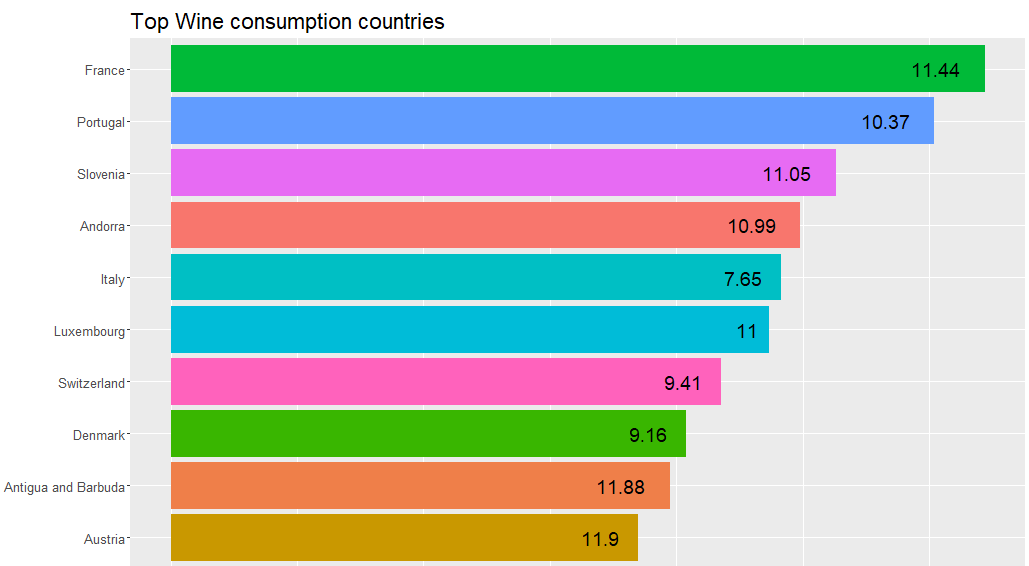 Top Wine consumption countries
France 11.44
Portugal 10.37
Slovenia 11.05
Andorra 10.99
Italy 7.65
Luxembourg 11
Switzerland 9.41
Denmark 9.16
Antigua and Barbuda 11.88
Austria 11.9